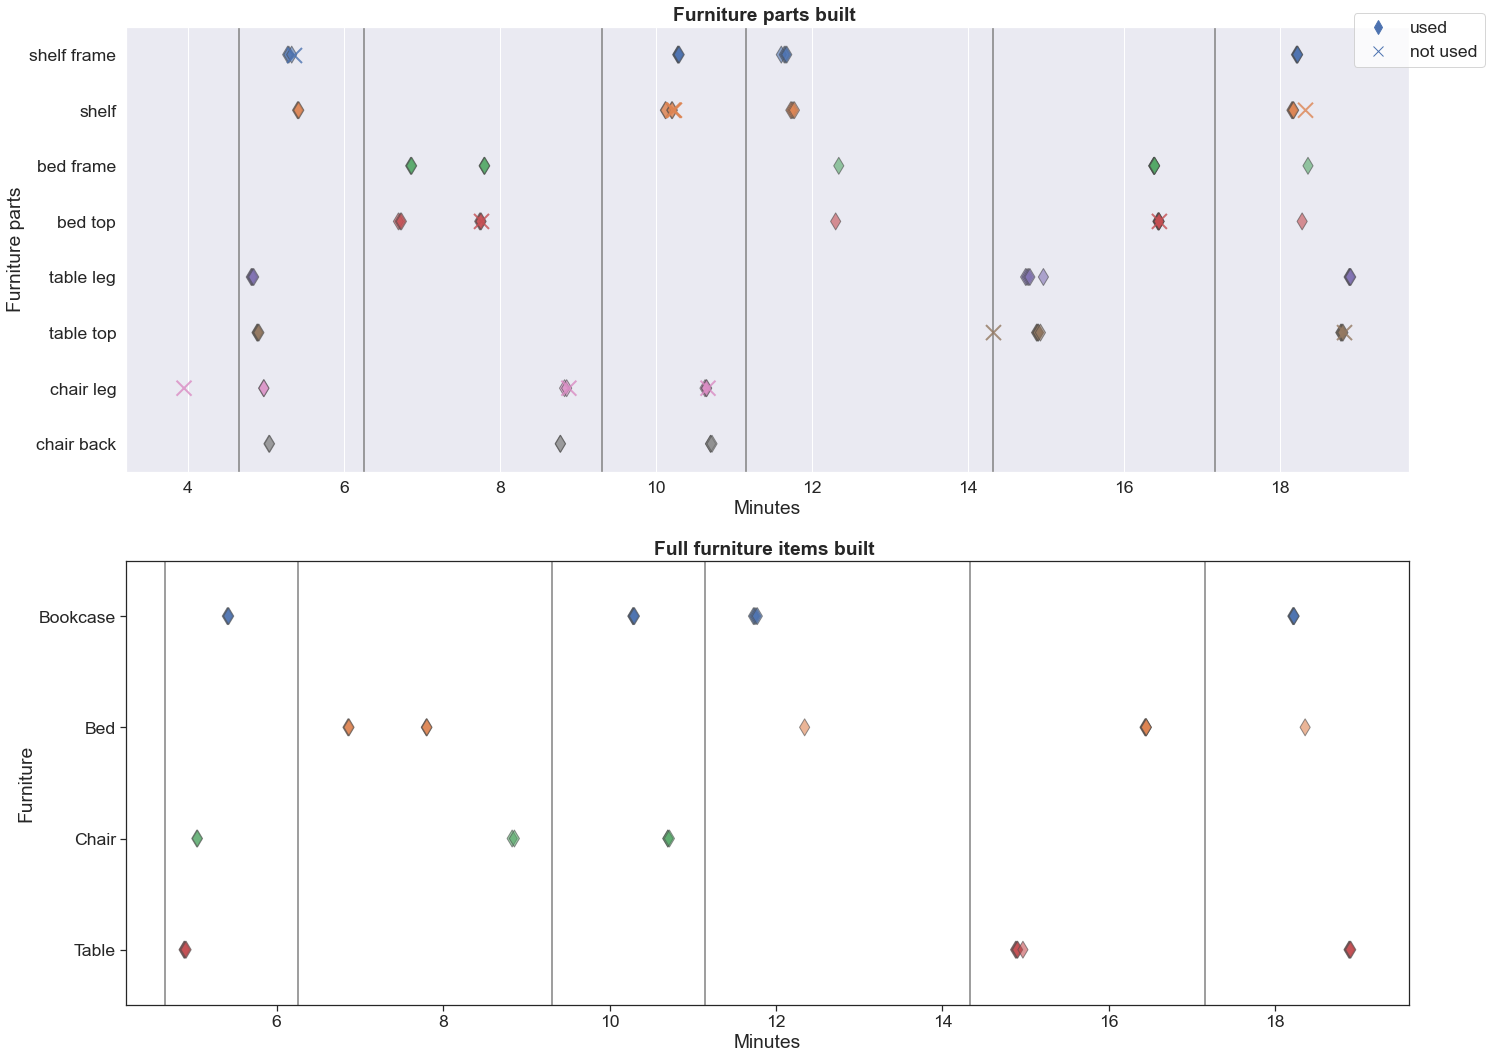 Furniture parts built
used
not used
Furniture parts
shelf frame
shelf
bed frame
bed top
table leg
table top
chair leg
chair back
4 6 8 10 12 14 16 18
Minutes
Full furniture items built
Furniture
Bookcase
Bed
Chair
Table
6 8 10 12 14 16 18
Minutes